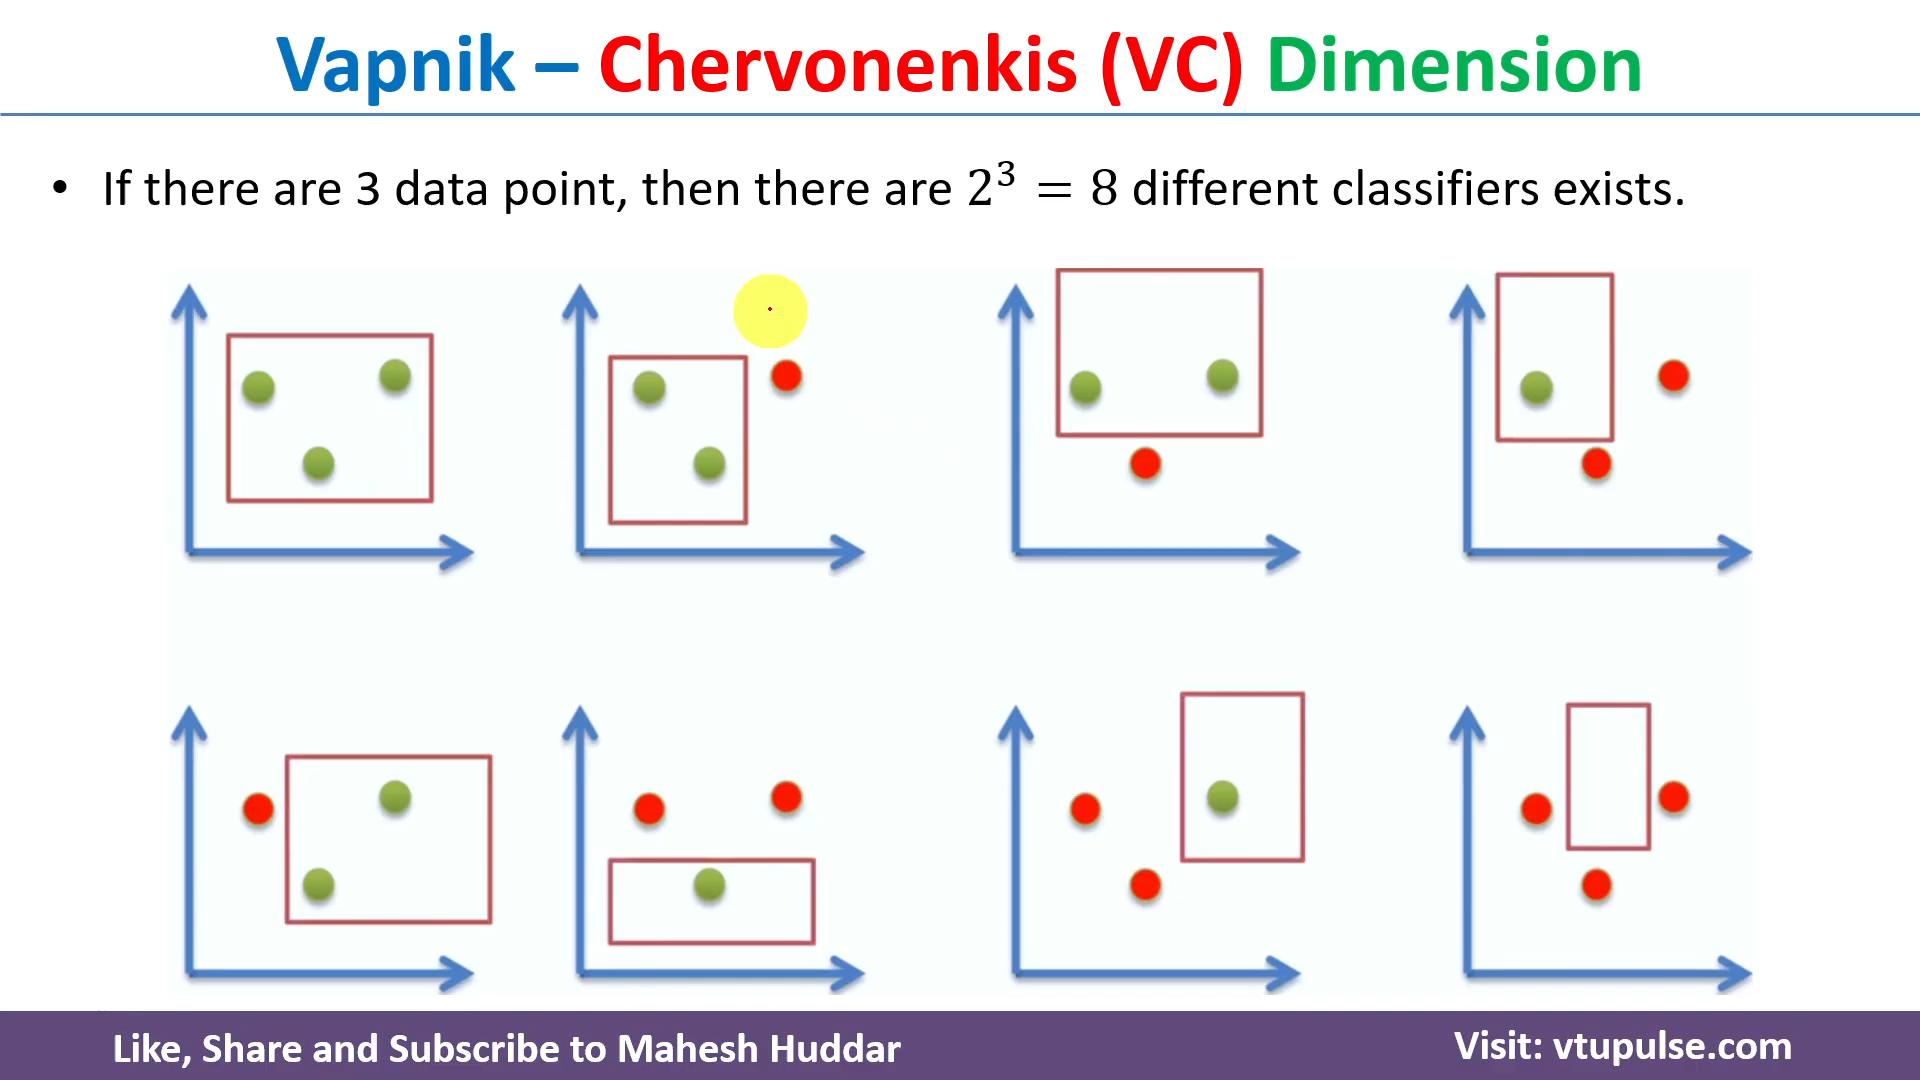 Vapnik – Chervonenkis (VC) Dimension
• If there are 3 data point, then there are 2³ = 8 different classifiers exists.
Like, Share and Subscribe to Mahesh Huddar
Visit: vtupulse.com